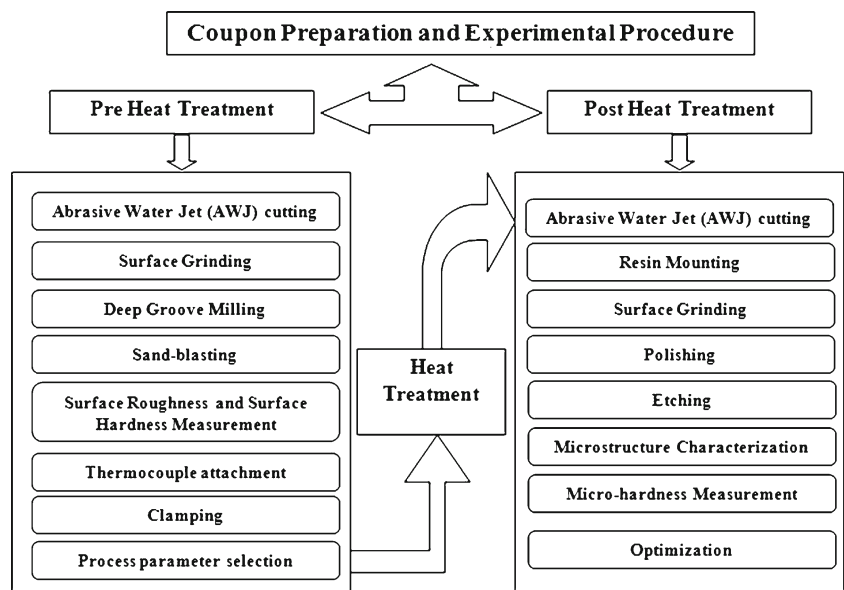 Coupon Preparation and Experimental Procedure
Pre Heat Treatment
Post Heat Treatment
Abrasive Water Jet (AWJ) cutting
Surface Grinding
Deep Groove Milling
Sand-blasting
Surface Roughness and Surface
Hardness Measurement
Thermocouple attachment
Clamping
Process parameter selection
Heat
Treatment
Abrasive Water Jet (AWJ) cutting
Resin Mounting
Surface Grinding
Polishing
Etching
Microstructure Characterization
Micro-hardness Measurement
Optimization